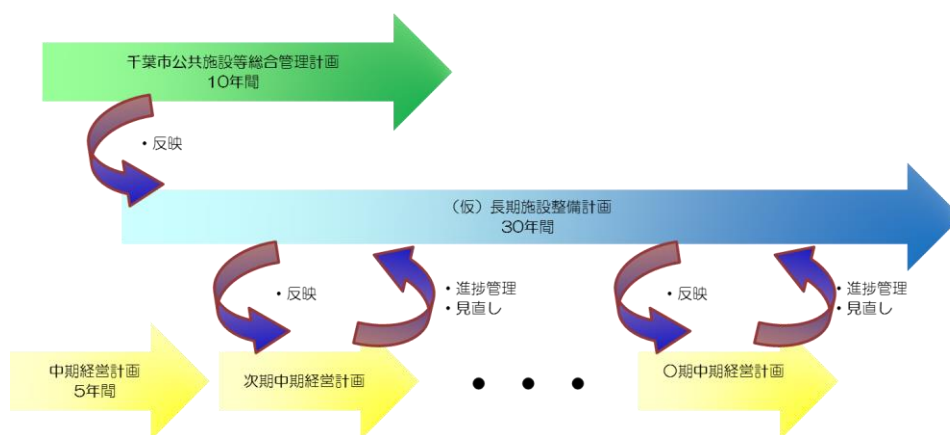 千葉市公共施設等総合管理計画
10年間
・反映
(仮)長期施設整備計画
30年間
・反映
・進捗管理
・見直し
・反映
・進捗管理
・見直し
中期経営計画
5年間
次期中期経営計画
● ● ●
〇期中期経営計画